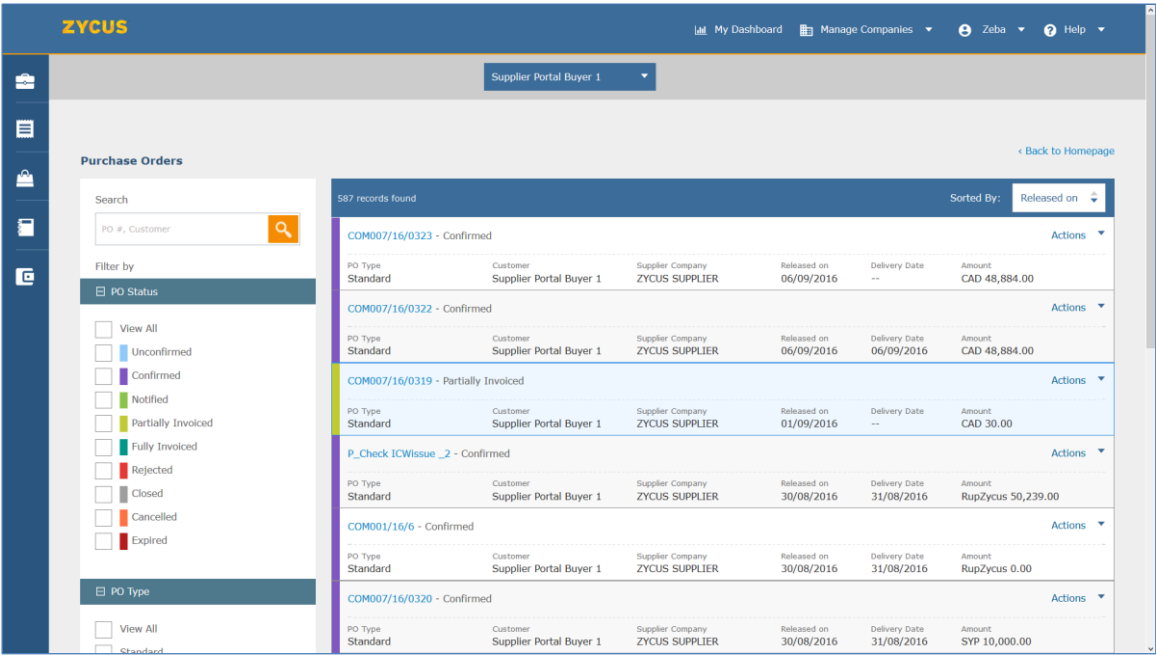 ZYCUS
My Dashboard Manage Companies Zeba Help
Supplier Portal Buyer 1
‹ Back to Homepage
Purchase Orders
Search
PO #, Customer
Filter by
PO Status
View All
Unconfirmed
Confirmed
Notified
Partially Invoiced
Fully Invoiced
Rejected
Closed
Cancelled
Expired
PO Type
View All
Standard
587 records found Sorted By: Released on
COM007/16/0323 - Confirmed Actions
PO Type Customer Supplier Company Released on Delivery Date Amount
Standard Supplier Portal Buyer 1 ZYCUS SUPPLIER 06/09/2016 -- CAD 48,884.00
COM007/16/0322 - Confirmed Actions
PO Type Customer Supplier Company Released on Delivery Date Amount
Standard Supplier Portal Buyer 1 ZYCUS SUPPLIER 06/09/2016 06/09/2016 CAD 48,884.00
COM007/16/0319 - Partially Invoiced Actions
PO Type Customer Supplier Company Released on Delivery Date Amount
Standard Supplier Portal Buyer 1 ZYCUS SUPPLIER 01/09/2016 -- CAD 30.00
P_Check ICWissue _2 - Confirmed Actions
PO Type Customer Supplier Company Released on Delivery Date Amount
Standard Supplier Portal Buyer 1 ZYCUS SUPPLIER 30/08/2016 31/08/2016 RupZycus 50,239.00
COM001/16/6 - Confirmed Actions
PO Type Customer Supplier Company Released on Delivery Date Amount
Standard Supplier Portal Buyer 1 ZYCUS SUPPLIER 30/08/2016 31/08/2016 RupZycus 0.00
COM007/16/0320 - Confirmed Actions
PO Type Customer Supplier Company Released on Delivery Date Amount
Standard Supplier Portal Buyer 1 ZYCUS SUPPLIER 30/08/2016 31/08/2016 SYP 10,000.00